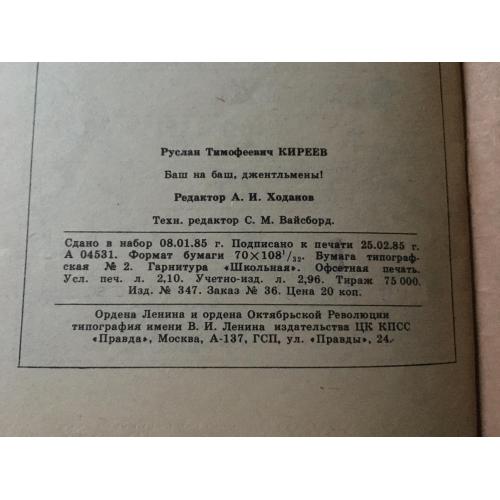 Руслан Тимофеевич КИРЕЕВ
Баш на баш, джентльмены!
Редактор А. И. Ходанов
Техн. редактор С. М. Вайсборд.
Сдано в набор 08.01.85 г. Подписано к печати 25.02.85 г.
А 04531. Формат бумаги 70×108¹/₃₂. Бумага типограф-
ская № 2. Гарнитура «Школьная». Офсетная печать.
Усл. печ. л. 2,10. Учетно-изд. л. 2,96. Тираж 75 000.
Изд. № 347. Заказ № 36. Цена 20 коп.
Ордена Ленина и ордена Октябрьской Революции
типография имени В. И. Ленина издательства ЦК КПСС
«Правда», Москва, А-137, ГСП, ул. «Правды», 24.